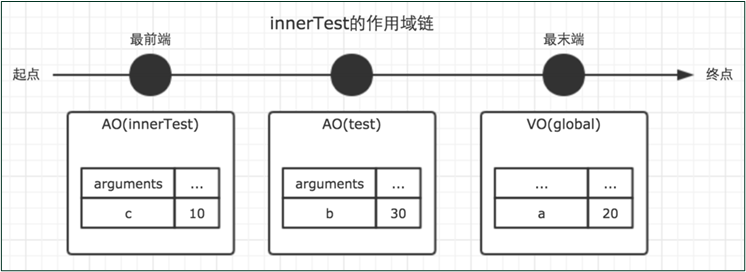 innerTest的作用域链
最前端
最末端
起点
终点
AO(innerTest)
AO(test)
VO(global)
arguments ...
c 10
arguments ...
b 30
... ...
a 20